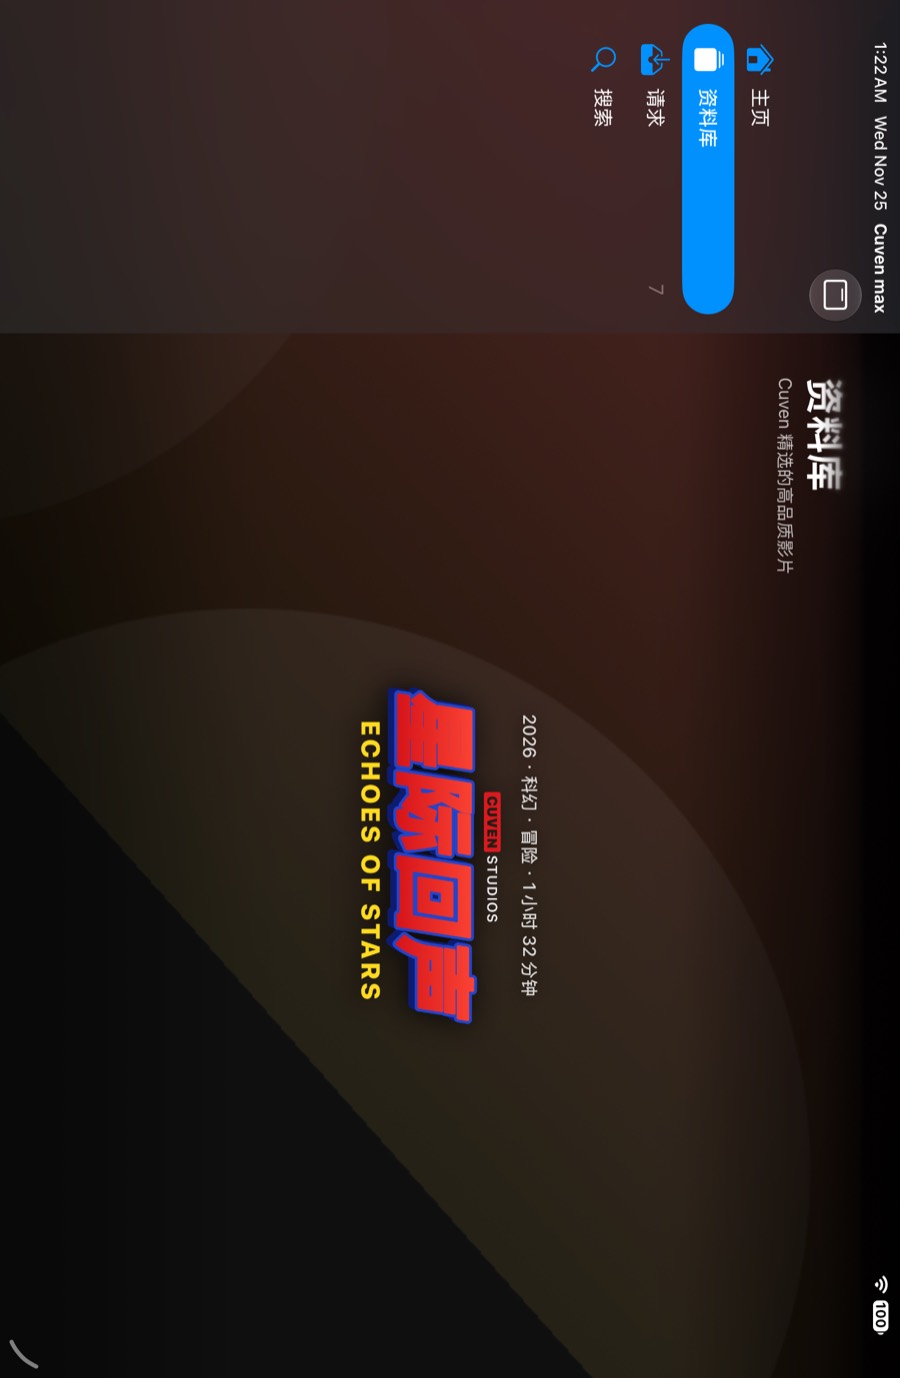 1:22 AM Wed Nov 25 Cuven max
100
主页
资料库
请求 7
搜索
资料库
Cuven 精选的高品质影片
2026 · 科幻 · 冒险 · 1 小时 32 分钟
CUVEN STUDIOS
星际回声
ECHOES OF STARS